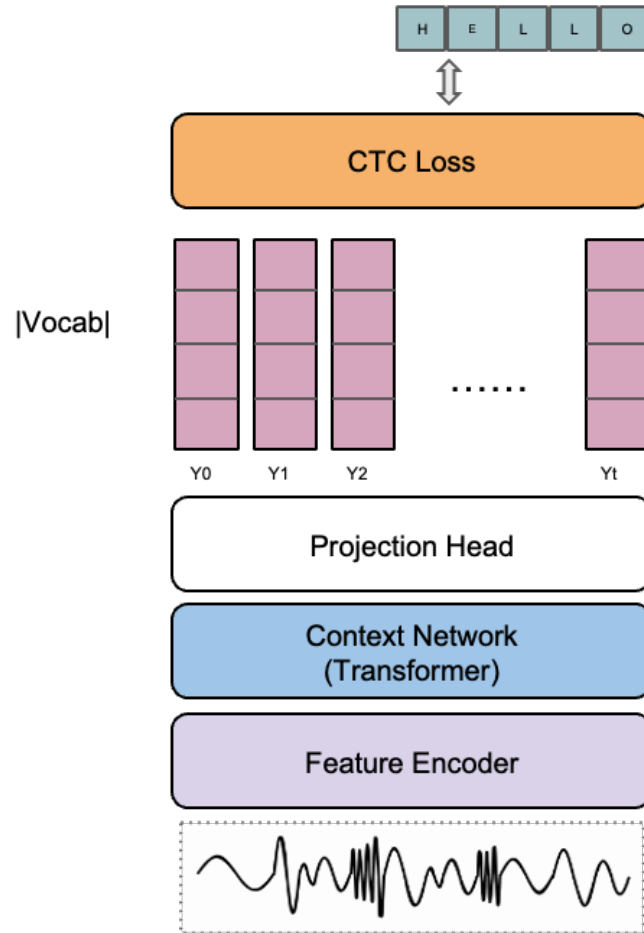 H E L L O
CTC Loss
|Vocab|
......
Y0 Y1 Y2 Yt
Projection Head
Context Network
(Transformer)
Feature Encoder